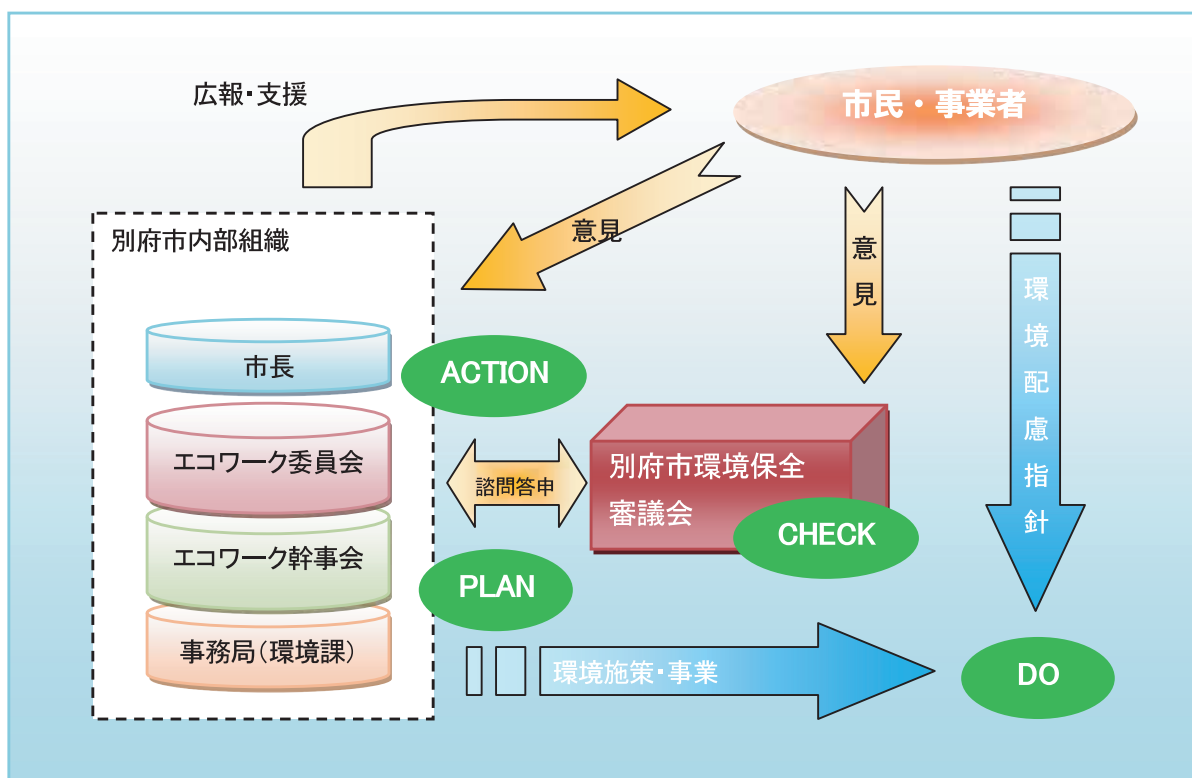 広報・支援
市民・事業者
意見
意見
環境配慮指針
別府市内部組織
市長
エコワーク委員会
エコワーク幹事会
事務局（環境課）
ACTION
諮問答申
別府市環境保全
審議会
CHECK
PLAN
環境施策・事業
DO